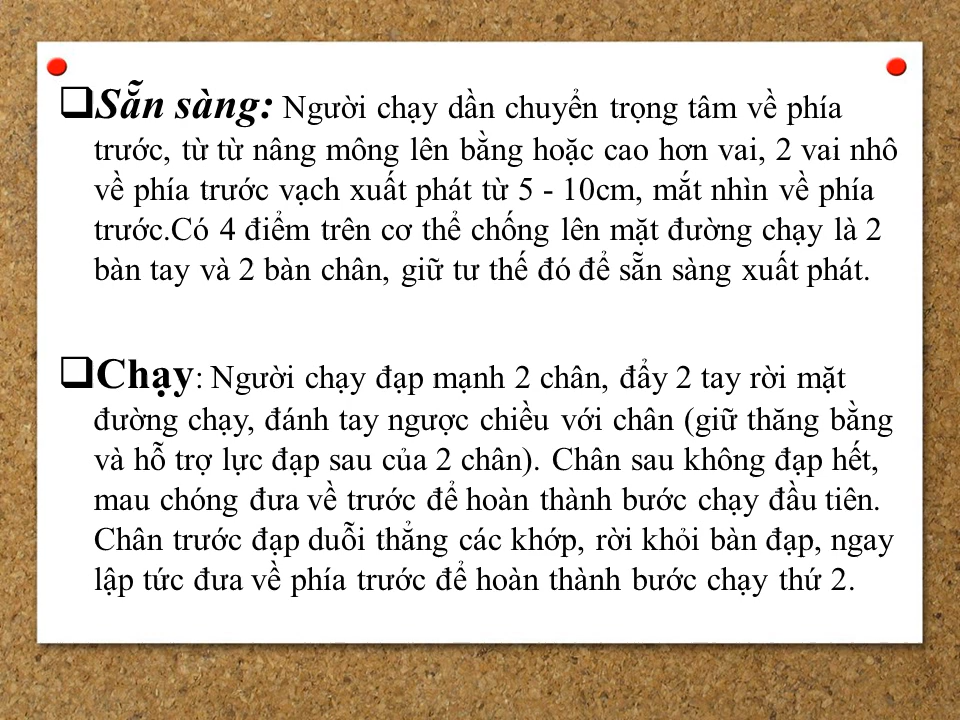 ❑Sẵn sàng: Người chạy dần chuyển trọng tâm về phía
trước, từ từ nâng mông lên bằng hoặc cao hơn vai, 2 vai nhô
về phía trước vạch xuất phát từ 5 - 10cm, mắt nhìn về phía
trước.Có 4 điểm trên cơ thể chống lên mặt đường chạy là 2
bàn tay và 2 bàn chân, giữ tư thế đó để sẵn sàng xuất phát.
❑Chạy: Người chạy đạp mạnh 2 chân, đẩy 2 tay rời mặt
đường chạy, đánh tay ngược chiều với chân (giữ thăng bằng
và hỗ trợ lực đạp sau của 2 chân). Chân sau không đạp hết,
mau chóng đưa về trước để hoàn thành bước chạy đầu tiên.
Chân trước đạp duỗi thẳng các khớp, rời khỏi bàn đạp, ngay
lập tức đưa về phía trước để hoàn thành bước chạy thứ 2.